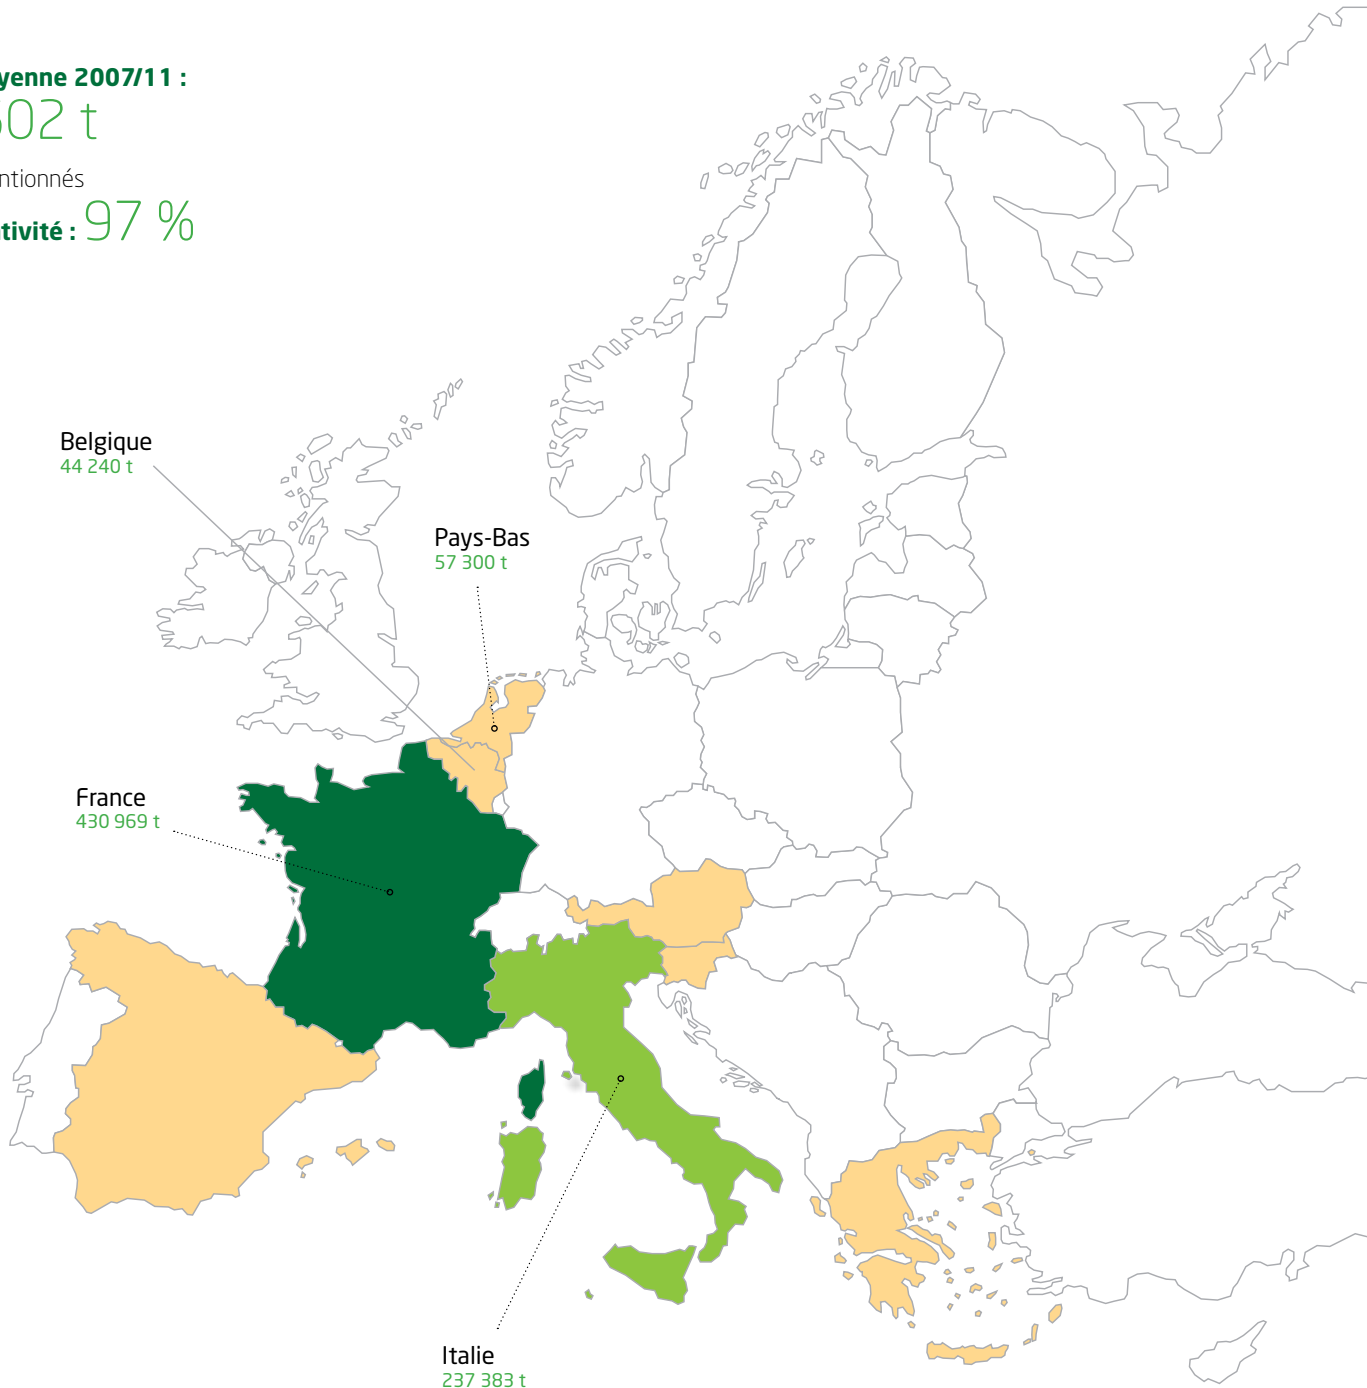 yenne 2007/11 :
602 t
ntionnés
tivité : 97 %
Belgique
44 240 t
Pays-Bas
57 300 t
France
430 969 t
Italie
237 383 t